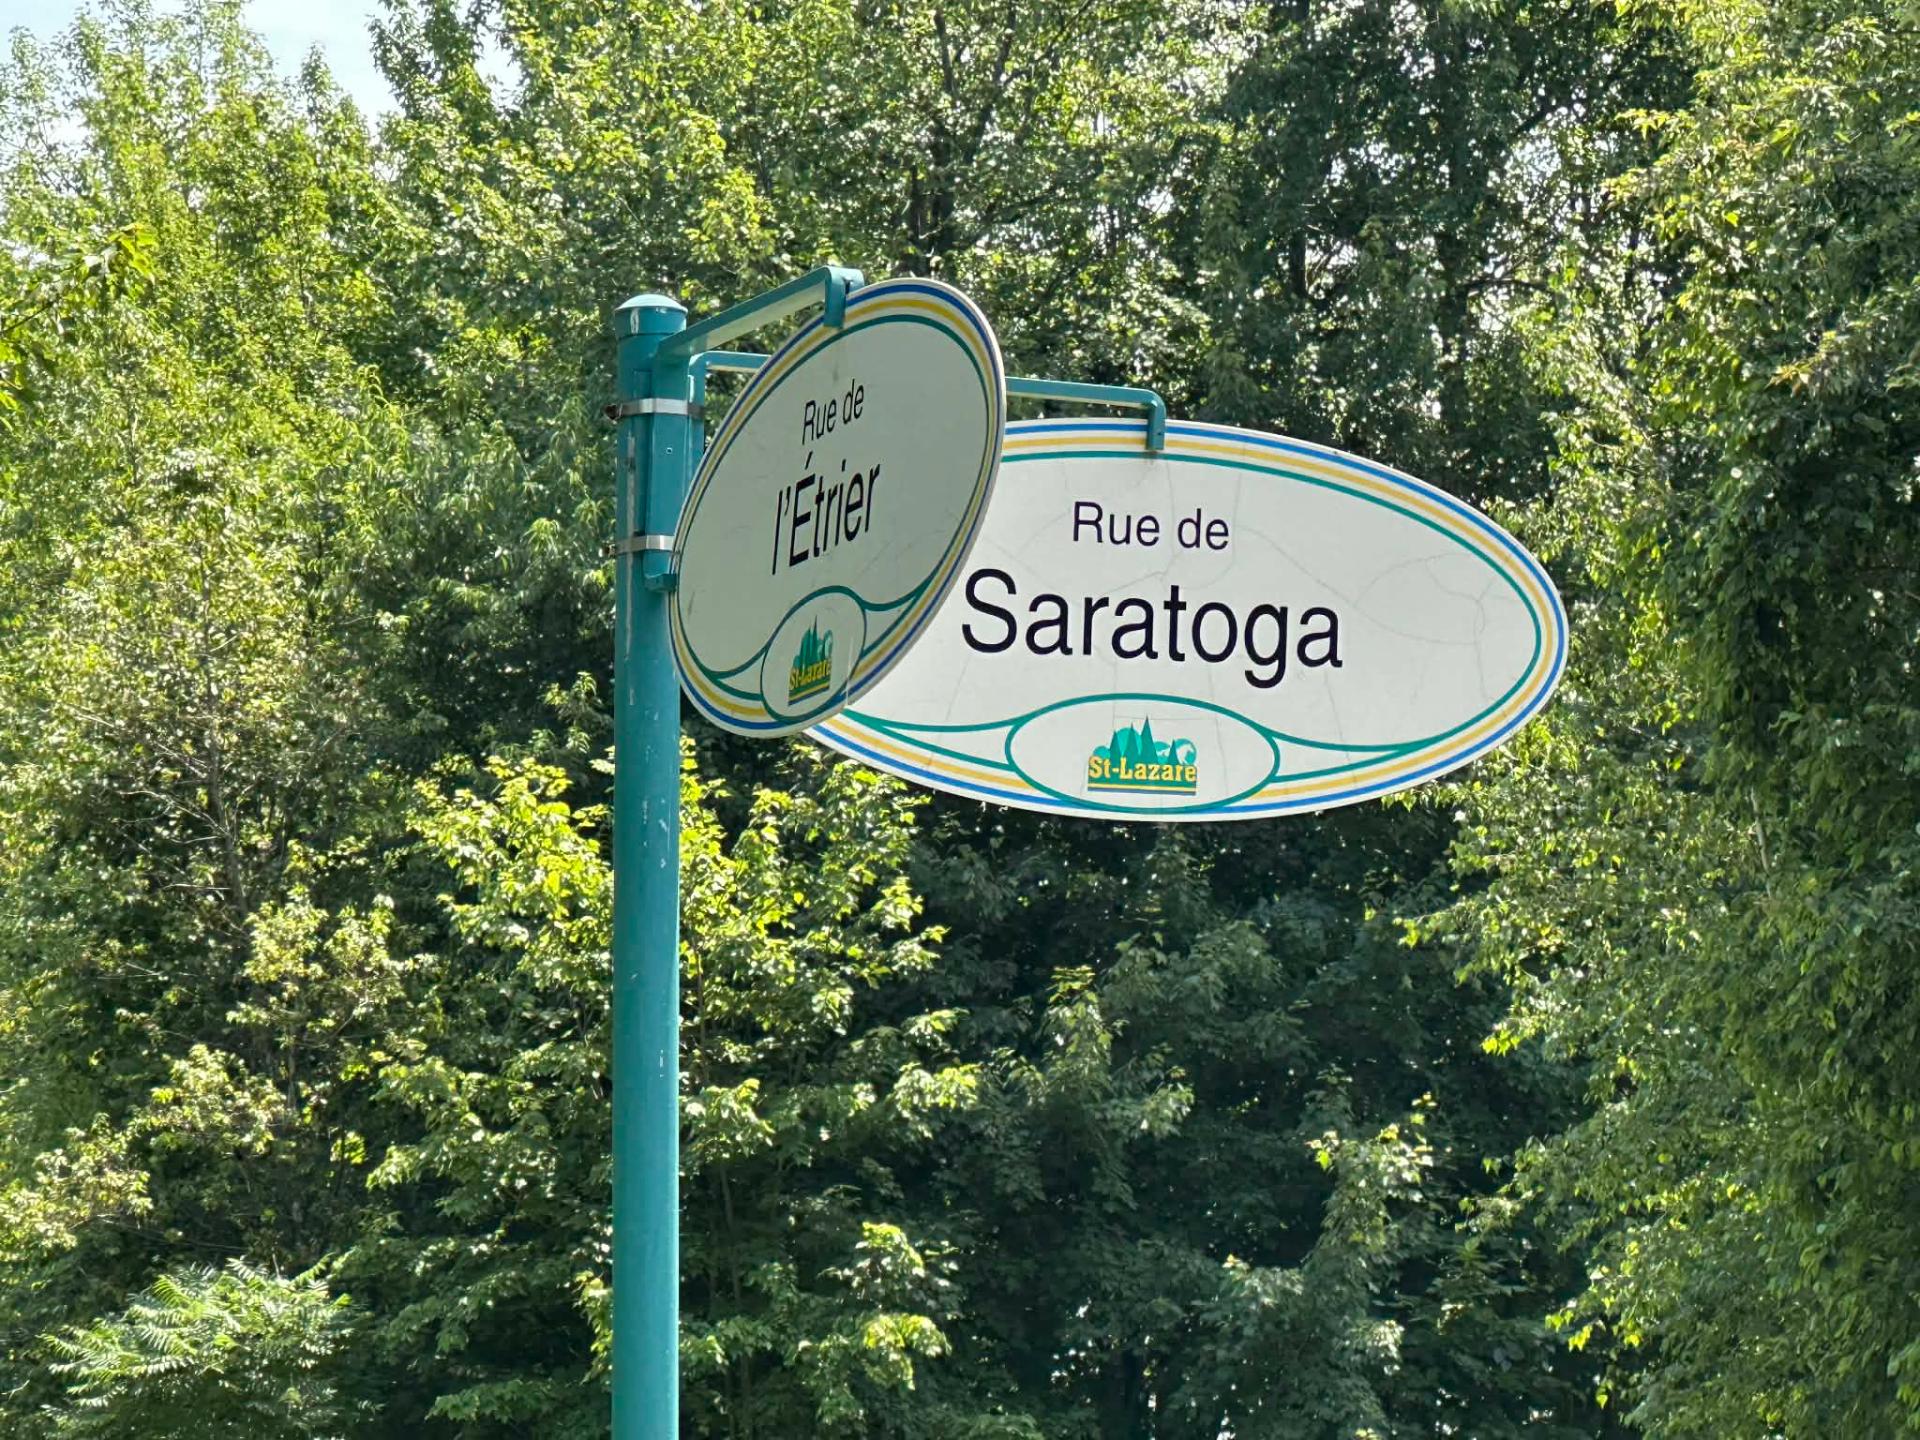 Rue de
l'Étrier
St-Lazare
Rue de
Saratoga
St-Lazare